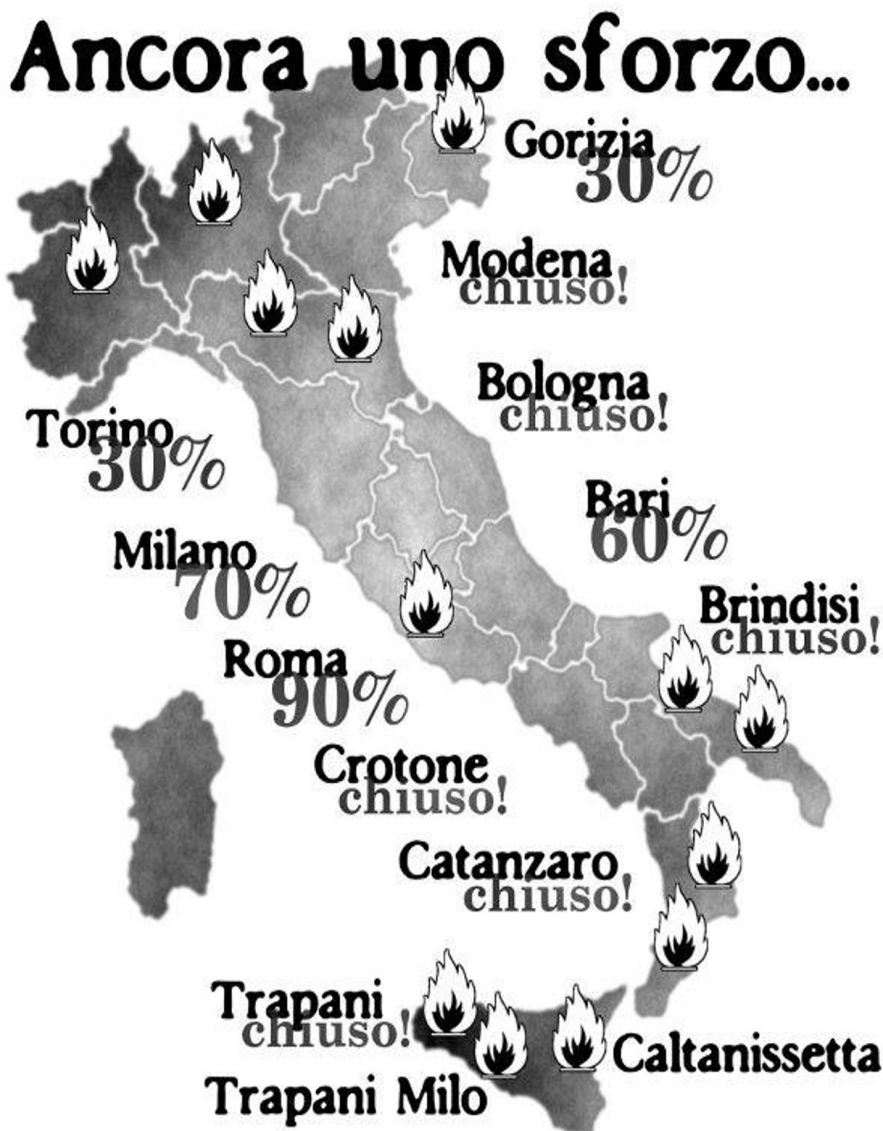 Ancora uno sforzo...
Gorizia
30%
Modena
chiuso!
Bologna
chiuso!
Torino
30%
Bari
60%
Milano
70%
Brindisi
chiuso!
Roma
90%
Crotone
chiuso!
Catanzaro
chiuso!
Trapani
chiuso!
Caltanissetta
Trapani Milo